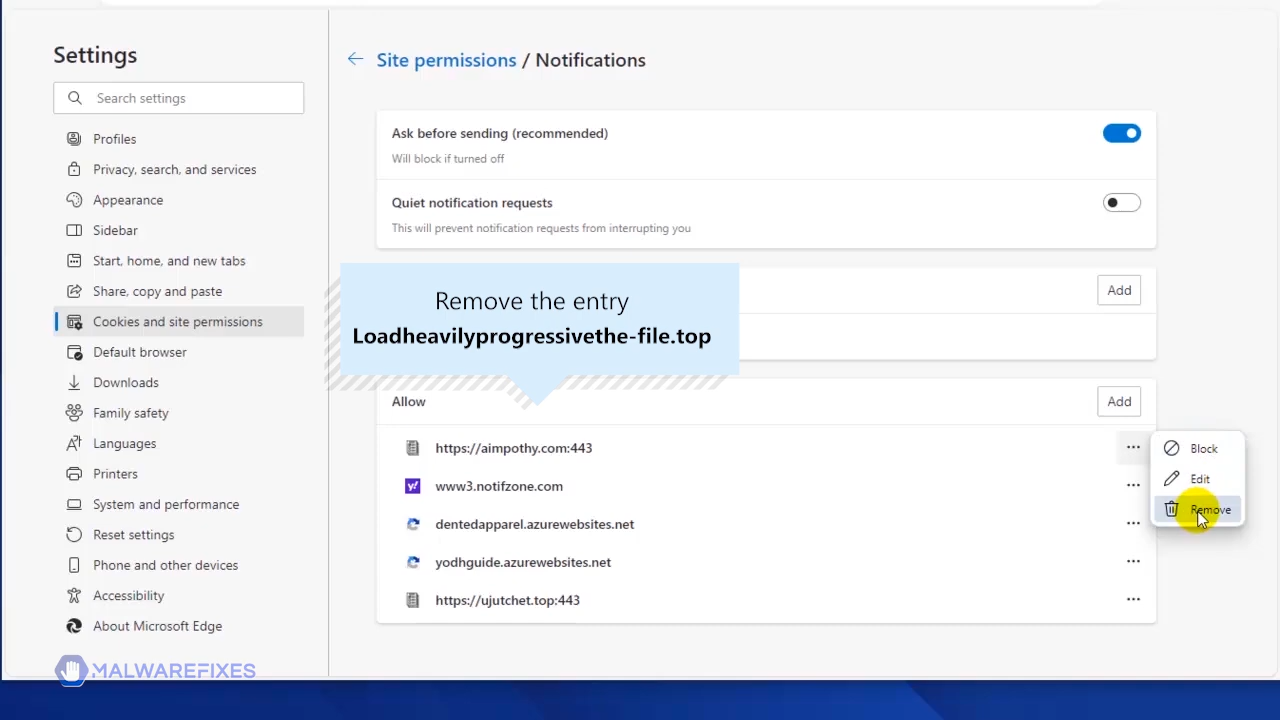 Settings
Search settings
Profiles
Privacy, search, and services
Appearance
Sidebar
Start, home, and new tabs
Share, copy and paste
Cookies and site permissions
Default browser
Downloads
Family safety
Languages
Printers
System and performance
Reset settings
Phone and other devices
Accessibility
About Microsoft Edge
MALWAREFIXES
Site permissions / Notifications
Ask before sending (recommended)
Will block if turned off
Quiet notification requests
This will prevent notification requests from interrupting you
Add
Remove the entry
Loadheavilyprogressivethe-file.top
Allow
Add
https://aimpothy.com:443
www3.notifzone.com
dentedapparel.azurewebsites.net
yodhguide.azurewebsites.net
https://ujutchet.top:443
Block
Edit
Remove